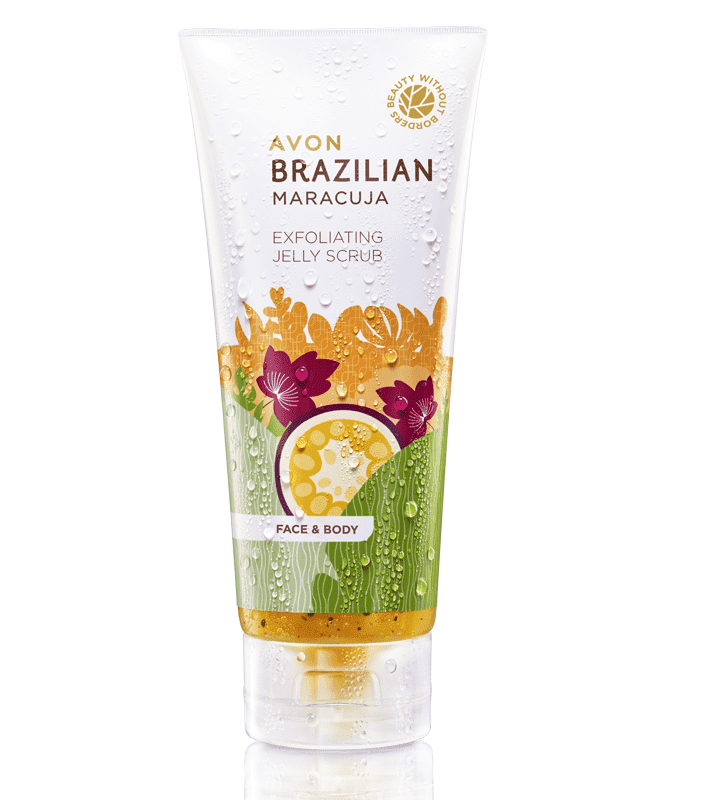 BEAUTY WITHOUT BORDERS
AVON
BRAZILIAN
MARACUJA
EXFOLIATING
JELLY SCRUB
FACE & BODY